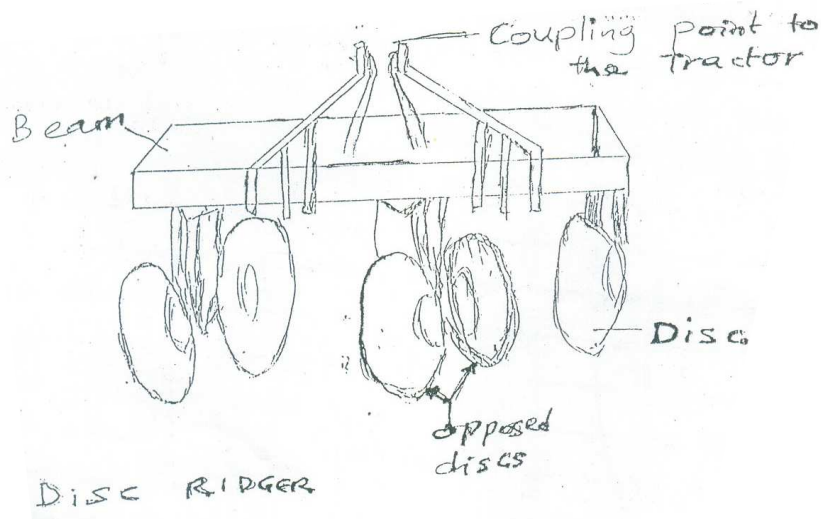 Coupling point to
the Tractor
Beam
Disc
opposed
discs
Disc RIDGER